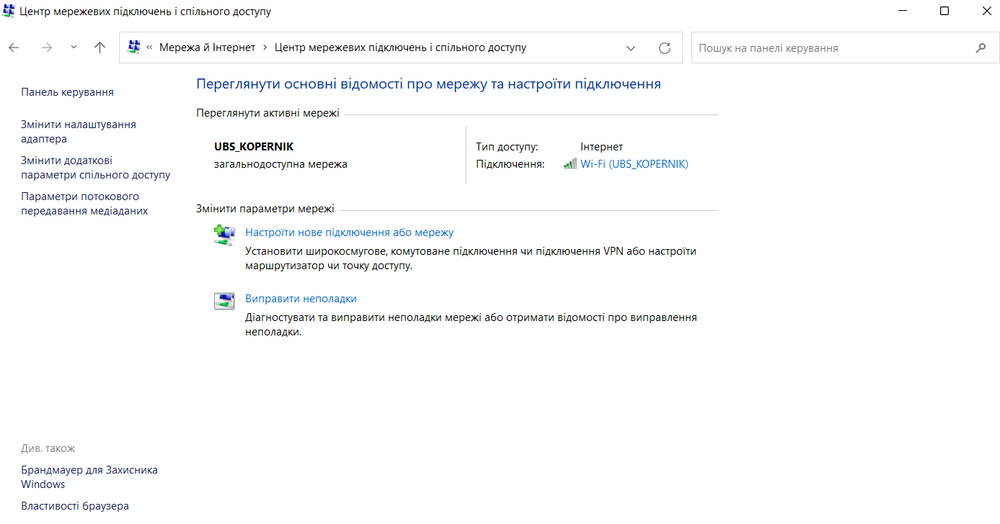 Центр мережевих підключень і спільного доступу
« Мережа й Інтернет > Центр мережевих підключень і спільного доступу
Пошук на панелі керування
Панель керування
Змінити налаштування
адаптера
Змінити додаткові
параметри спільного доступу
Параметри потокового
передавання медіаданих
Переглянути основні відомості про мережу та настроїти підключення
Переглянути активні мережі
UBS_KOPERNIK
загальнодоступна мережа
Тип доступу: Інтернет
Підключення: Wi-Fi (UBS_KOPERNIK)
Змінити параметри мережі
Настроїти нове підключення або мережу
Установити широкосмугове, комутоване підключення чи підключення VPN або настроїти
маршрутизатор чи точку доступу.
Виправити неполадки
Діагностувати та виправити неполадки мережі або отримати відомості про виправлення
неполадки.
Див. також
Брандмауер для Захисника
Windows
Властивості браузера